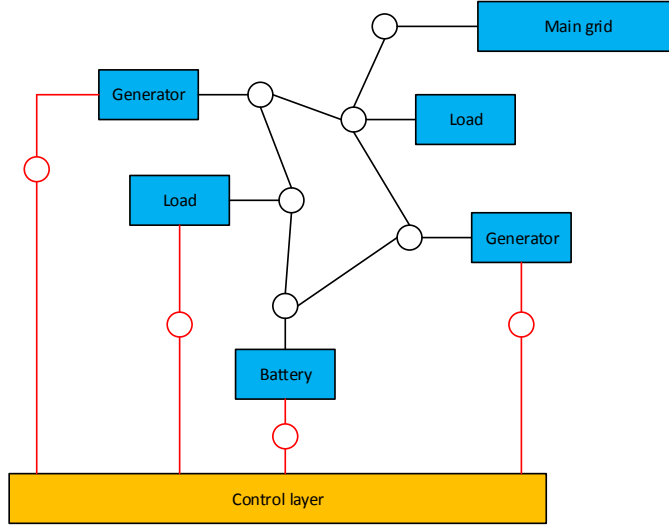 Main grid
Generator
Load
Load
Generator
Battery
Control layer